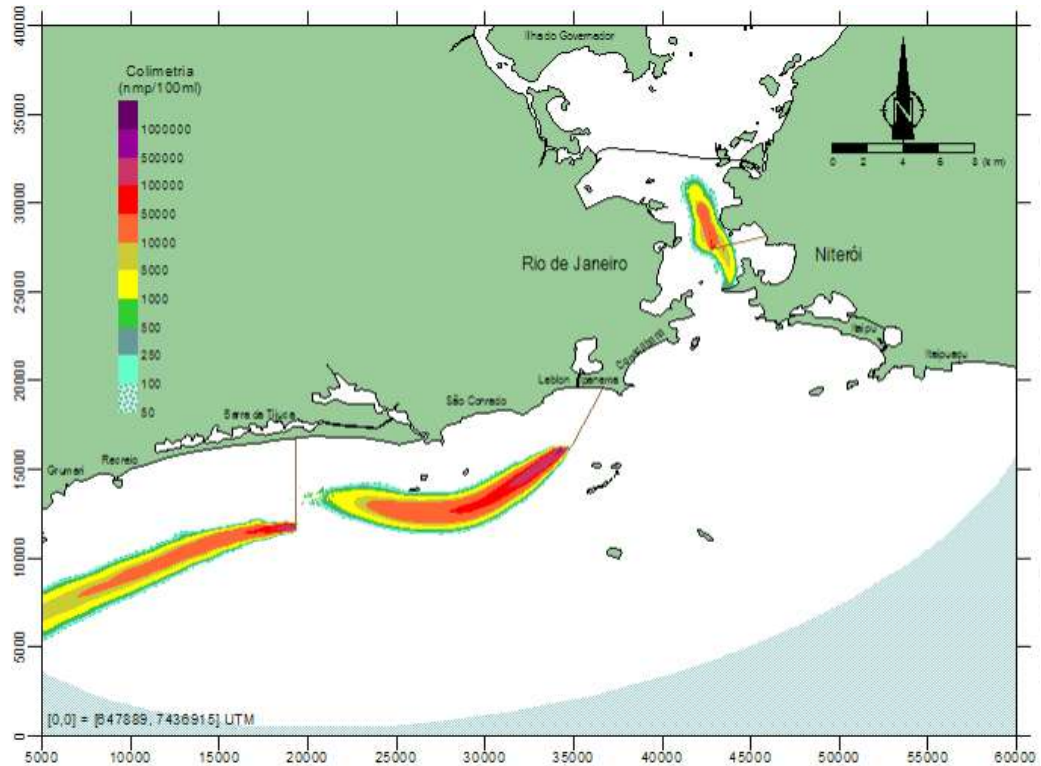 40000
35000
30000
25000
20000
15000
10000
5000
0
Colimetria
(nmp/100ml)
1000000
500000
100000
50000
10000
5000
1000
500
250
100
50
Ilha do Governador
N
0 2 4 6 8 (km)
Rio de Janeiro
Niterói
Copacabana
Itaipu
Itaipuaçu
Leblon
Ipanema
São Conrado
Barra da Tijuca
Recreio
Grumari
[0,0] = [647889, 7436915] UTM
5000 10000 15000 20000 25000 30000 35000 40000 45000 50000 55000 60000